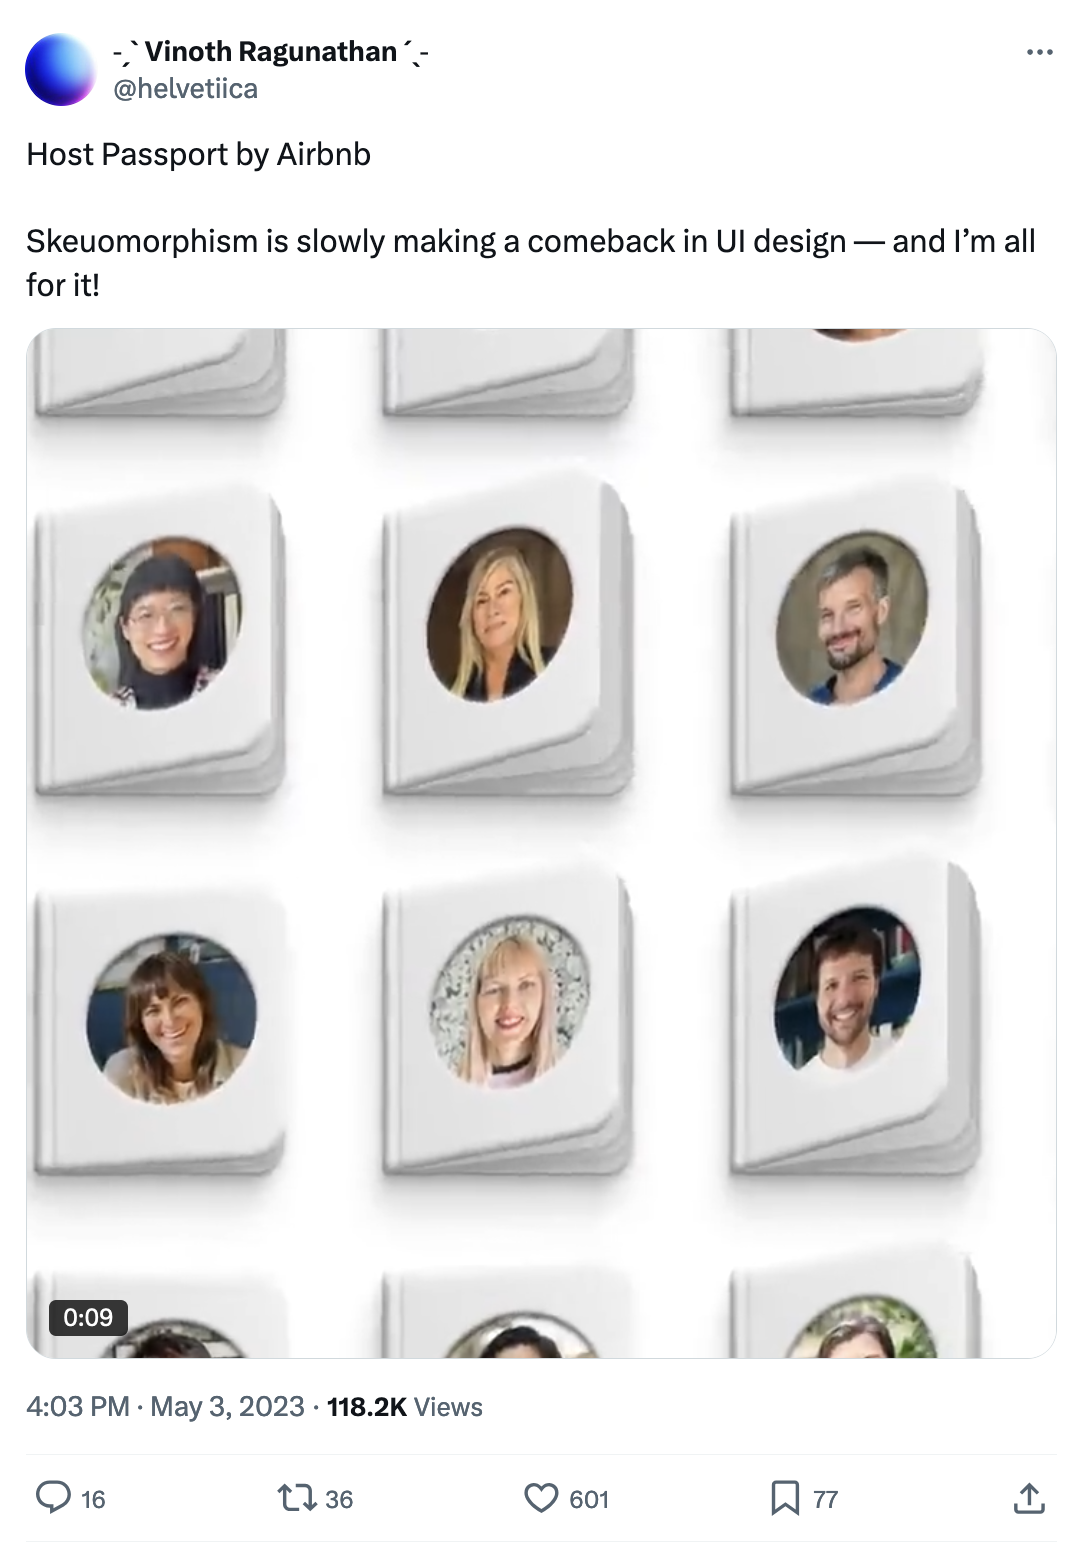 -ˏˋ Vinoth Ragunathan ˊˎ-
@helvetiica
Host Passport by Airbnb
Skeuomorphism is slowly making a comeback in UI design — and I’m all
for it!
0:09
4:03 PM · May 3, 2023 · 118.2K Views
16 36 601 77